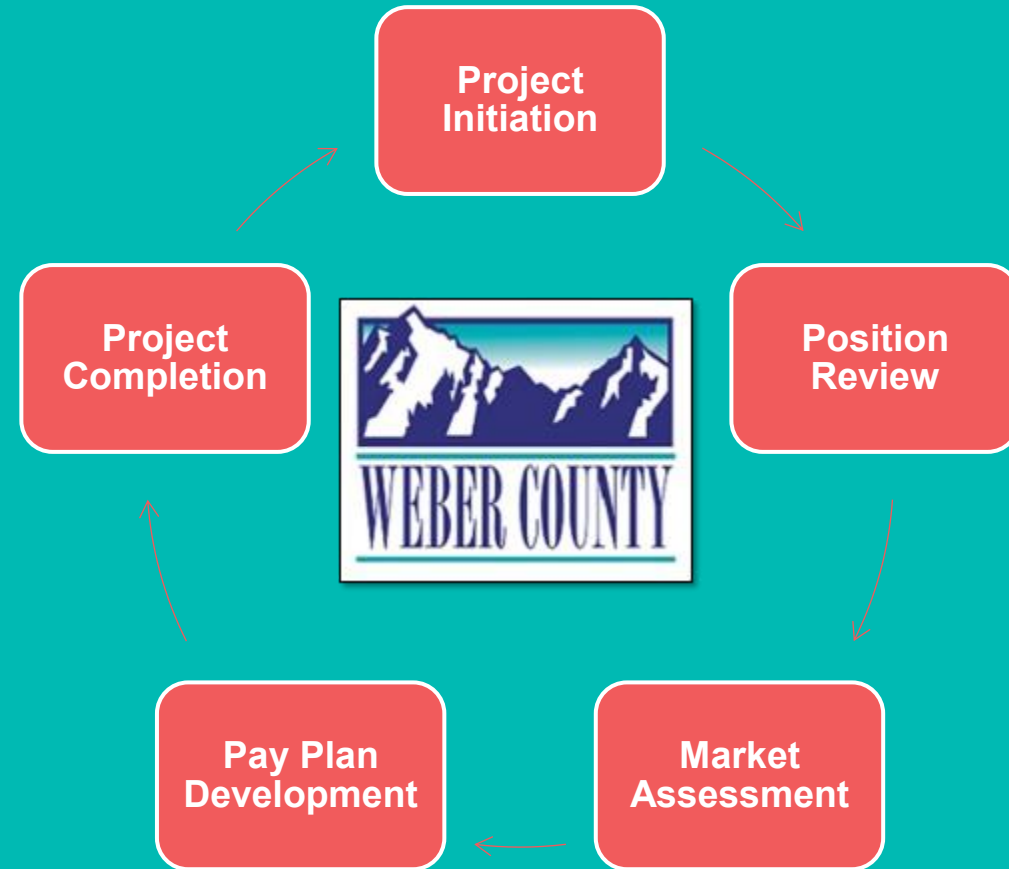 Project
Initiation
Position
Review
Market
Assessment
Pay Plan
Development
Project
Completion
WEBER COUNTY